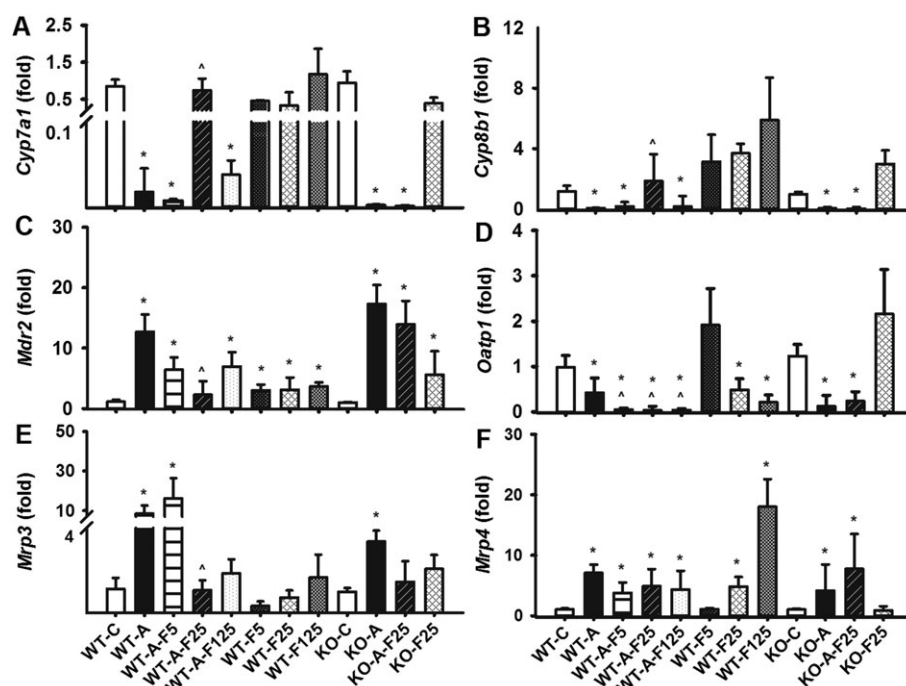 A
Cyp7a1 (fold)
1.5
1.0
0.5
0.1
*
*
^
*
*
*
B
Cyp8b1 (fold)
12
8
4
0
*
*
^
*
*
*
C
Mdr2 (fold)
30
20
10
0
*
*
^
*
*
*
*
*
*
*
D
Oatp1 (fold)
4
3
2
1
0
*
*
^
*
^
*
^
*
*
*
*
E
Mrp3 (fold)
50
30
10
4
*
*
^
*
F
Mrp4 (fold)
30
20
10
0
*
*
*
*
*
*
*
*
WT-C
WT-A
WT-A-F5
WT-A-F25
WT-A-F125
WT-F5
WT-F25
WT-F125
KO-C
KO-A
KO-A-F25
KO-F25
WT-C
WT-A
WT-A-F5
WT-A-F25
WT-A-F125
WT-F5
WT-F25
WT-F125
KO-C
KO-A
KO-A-F25
KO-F25